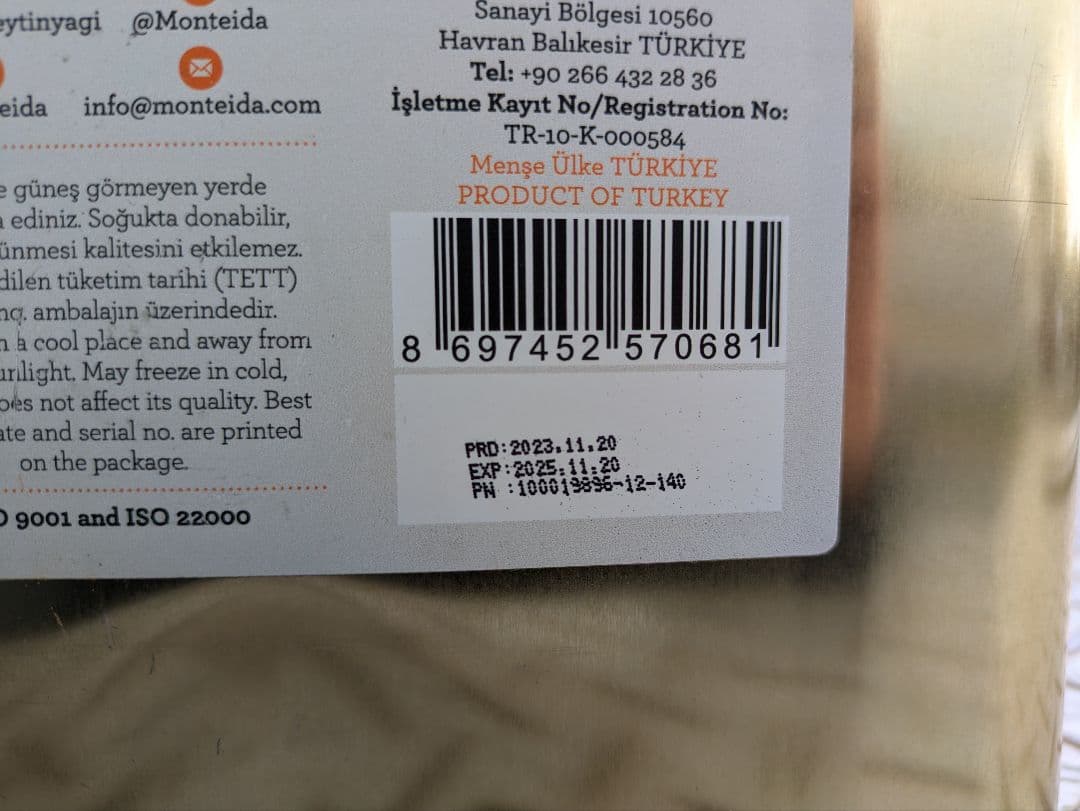 @Monteida
info@monteida.com
güneş görmeyen yerde
ediniz. Soğukta donabilir,
kalitesini etkilemez.
tüketim tarihi (TETT)
ambalajın üzerindedir.
a cool place and away from
May freeze in cold,
not affect its quality. Best
and serial no. are printed
on the package.
9001 and ISO 22000
Sanayi Bölgesi 10560
Havran Balıkesir TÜRKİYE
Tel: +90 266 432 28 36
İşletme Kayıt No/Registration No:
TR-10-K-000584
Menşe Ülke TÜRKİYE
PRODUCT OF TURKEY
8 697452 570681
PRD:2023.11.20
EXP:2025.11.20
PN :100019896-12-140